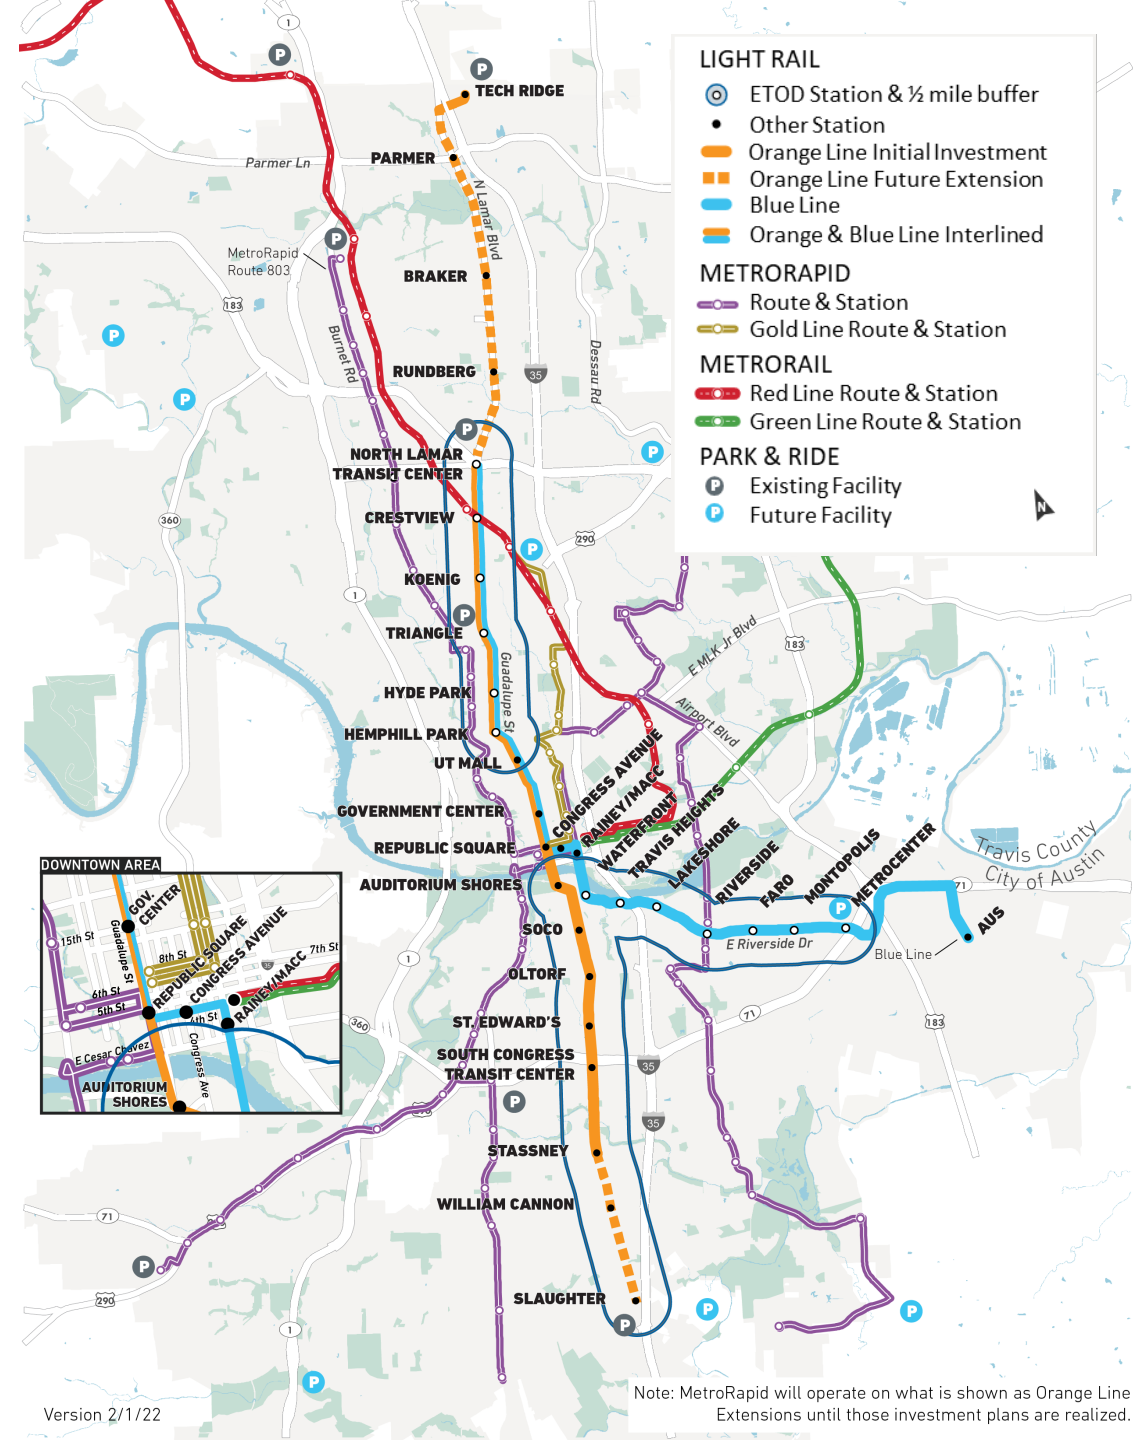 1
P
P
TECH RIDGE
Parmer Ln
PARMER
N Lamar Blvd
LIGHT RAIL
ETOD Station & ½ mile buffer
Other Station
Orange Line Initial Investment
Orange Line Future Extension
Blue Line
Orange & Blue Line Interlined
METRORAPID
Route & Station
Gold Line Route & Station
METRORAIL
Red Line Route & Station
Green Line Route & Station
PARK & RIDE
P Existing Facility
P Future Facility
N
P
MetroRapid
Route 803
BRAKER
183
P
Burnet Rd
Dessau Rd
RUNDBERG
35
P
P
NORTH LAMAR
TRANSIT CENTER
P
CRESTVIEW
360
290
P
KOENIG
1
P
TRIANGLE
E MLK Jr Blvd
183
Guadalupe St
HYDE PARK
Airport Blvd
HEMPHILL PARK
UT MALL
GOVERNMENT CENTER
CONGRESS AVENUE
RAINEY/MACC
WATERFRONT
TRAVIS HEIGHTS
LAKESHORE
RIVERSIDE
FARO
MONTOPOLIS
METROCENTER
REPUBLIC SQUARE
Travis County
City of Austin
AUDITORIUM SHORES
71
P
AUS
SOCO
E Riverside Dr
Blue Line
1
OLTORF
71
183
360
ST. EDWARD'S
SOUTH CONGRESS
TRANSIT CENTER
35
P
35
STASSNEY
WILLIAM CANNON
71
P
290
SLAUGHTER
P
P
P
1
P
DOWNTOWN AREA
GOV.
CENTER
Guadalupe St
15th St
8th St
REPUBLIC SQUARE
CONGRESS AVENUE
RAINEY/MACC
7th St
35
6th St
5th St
4th St
E Cesar Chavez
Congress Ave
AUDITORIUM
SHORES
Version 2/1/22
Note: MetroRapid will operate on what is shown as Orange Line
Extensions until those investment plans are realized.